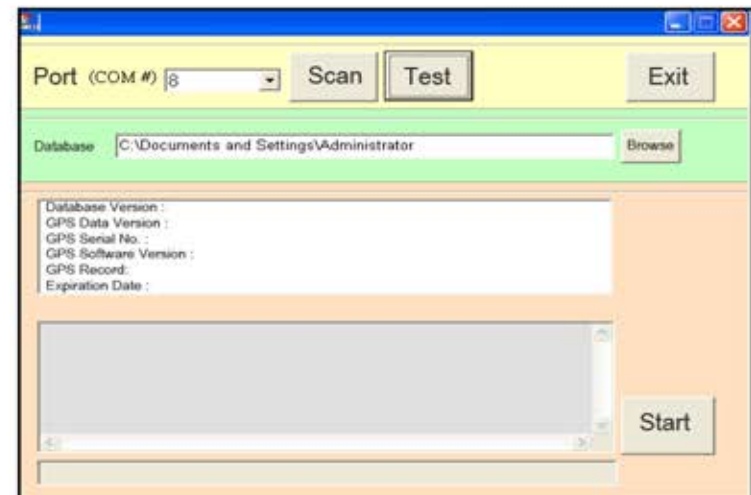 Port (COM #) 8 Scan Test Exit
Database C:\Documents and Settings\Administrator Browse
Database Version :
GPS Data Version :
GPS Serial No. :
GPS Software Version :
GPS Record:
Expiration Date :
Start